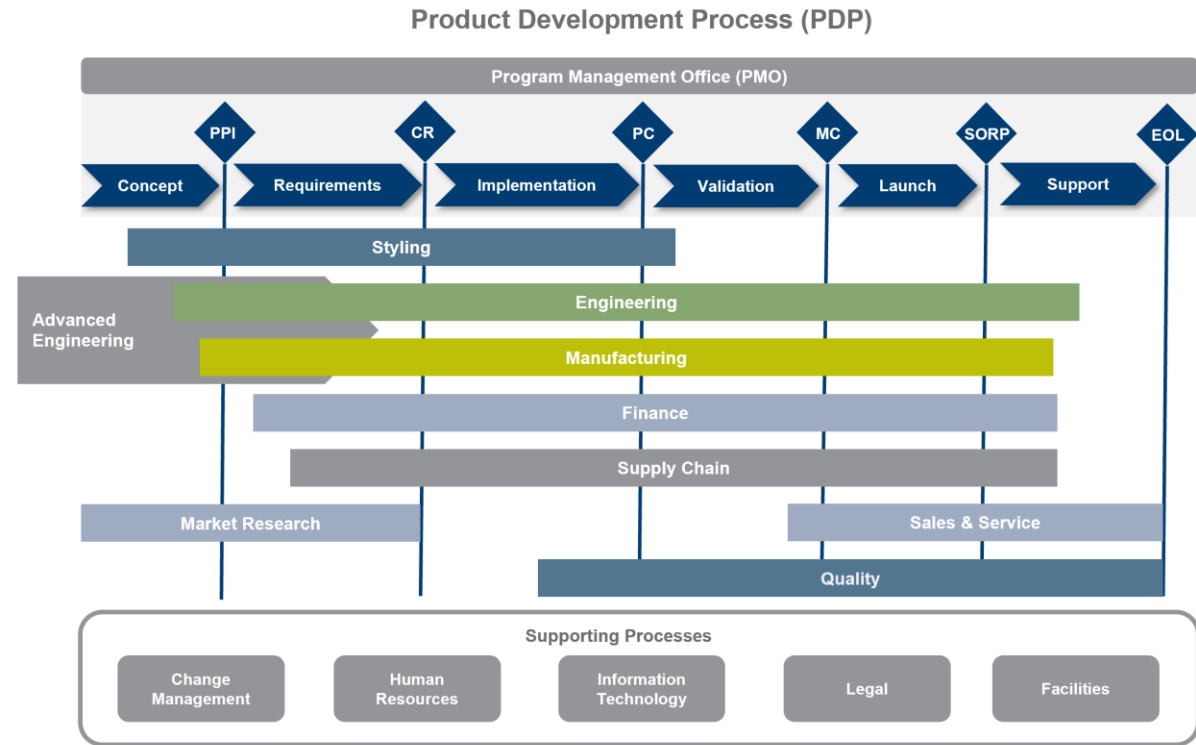 Product Development Process (PDP)
Program Management Office (PMO)
PPI
CR
PC
MC
SORP
EOL
Concept
Requirements
Implementation
Validation
Launch
Support
Styling
Advanced
Engineering
Engineering
Manufacturing
Finance
Supply Chain
Market Research
Sales & Service
Quality
Supporting Processes
Change
Management
Human
Resources
Information
Technology
Legal
Facilities